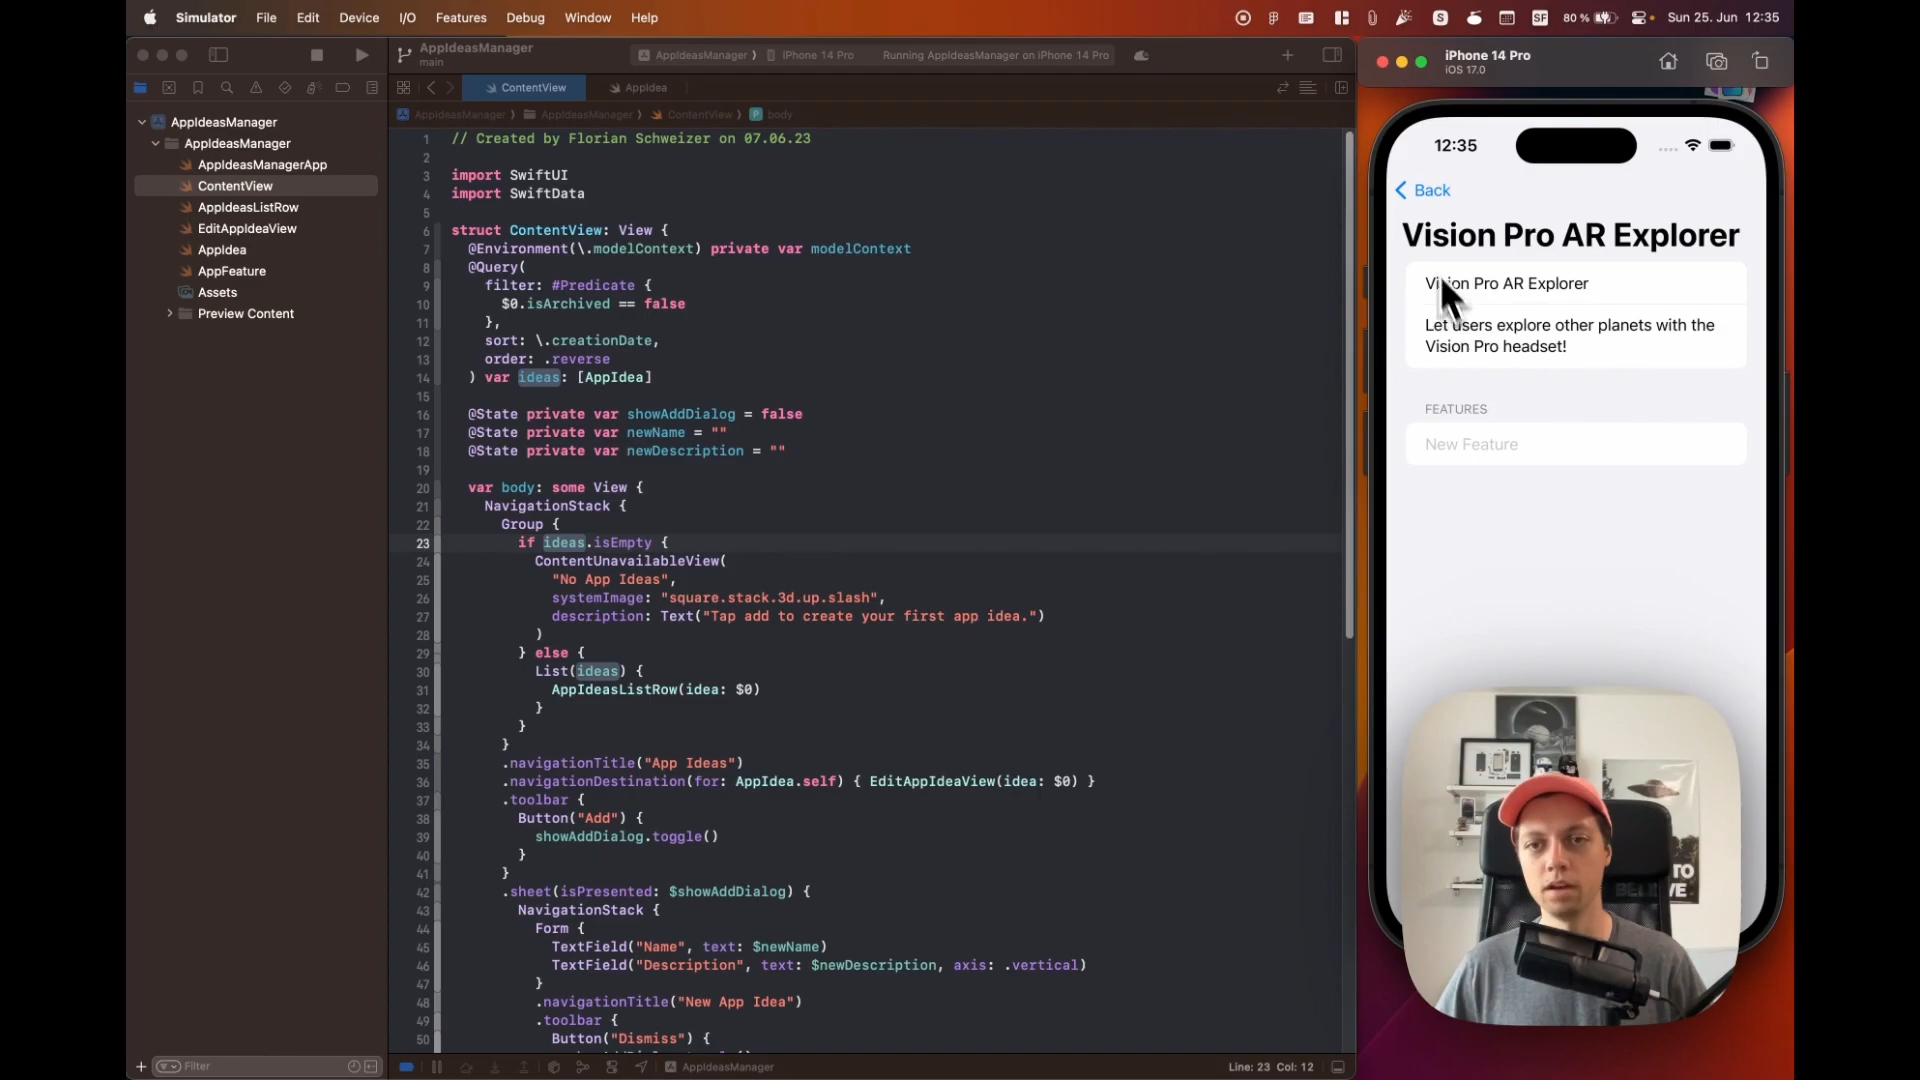 Simulator File Edit Device I/O Features Debug Window Help
S SF 80 % Sun 25. Jun 12:35
AppIdeasManager
main
AppIdeasManager iPhone 14 Pro Running AppIdeasManager on iPhone 14 Pro
ContentView AppIdea
AppIdeasManager AppIdeasManager ContentView P body
AppIdeasManager
AppIdeasManager
AppIdeasManagerApp
ContentView
AppIdeasListRow
EditAppIdeaView
AppIdea
AppFeature
Assets
Preview Content
Filter
1 // Created by Florian Schweizer on 07.06.23
2
3 import SwiftUI
4 import SwiftData
5
6 struct ContentView: View {
7 @Environment(\.modelContext) private var modelContext
8 @Query(
9 filter: #Predicate {
10 $0.isArchived == false
11 },
12 sort: \.creationDate,
13 order: .reverse
14 ) var ideas: [AppIdea]
15
16 @State private var showAddDialog = false
17 @State private var newName = ""
18 @State private var newDescription = ""
19
20 var body: some View {
21 NavigationStack {
22 Group {
23 if ideas.isEmpty {
24 ContentUnavailableView(
25 "No App Ideas",
26 systemImage: "square.stack.3d.up.slash",
27 description: Text("Tap add to create your first app idea.")
28 )
29 } else {
30 List(ideas) {
31 AppIdeasListRow(idea: $0)
32 }
33 }
34 }
35 .navigationTitle("App Ideas")
36 .navigationDestination(for: AppIdea.self) { EditAppIdeaView(idea: $0) }
37 .toolbar {
38 Button("Add") {
39 showAddDialog.toggle()
40 }
41 }
42 .sheet(isPresented: $showAddDialog) {
43 NavigationStack {
44 Form {
45 TextField("Name", text: $newName)
46 TextField("Description", text: $newDescription, axis: .vertical)
47 }
48 .navigationTitle("New App Idea")
49 .toolbar {
50 Button("Dismiss") {
AppIdeasManager
Line: 23 Col: 12
iPhone 14 Pro
iOS 17.0
12:35
Back
Vision Pro AR Explorer
Vision Pro AR Explorer
Let users explore other planets with the
Vision Pro headset!
FEATURES
New Feature